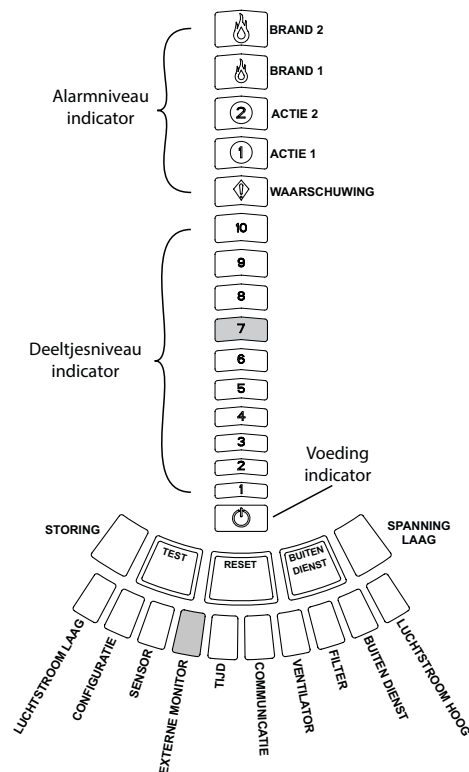 BRAND 2
BRAND 1
Alarmniveau
indicator
2
ACTIE 2
1
ACTIE 1
WAARSCHUWING
10
9
8
7
Deeltjesniveau
indicator
6
5
4
3
2
1
Voeding
indicator
STORING
TEST
RESET
BUITEN
DIENST
SPANNING
LAAG
LUCHTSTROOM LAAG
CONFIGURATIE
SENSOR
EXTERNE MONITOR
TIJD
COMMUNICATIE
VENTILATOR
FILTER
BUITEN DIENST
LUCHTSTROOM HOOG